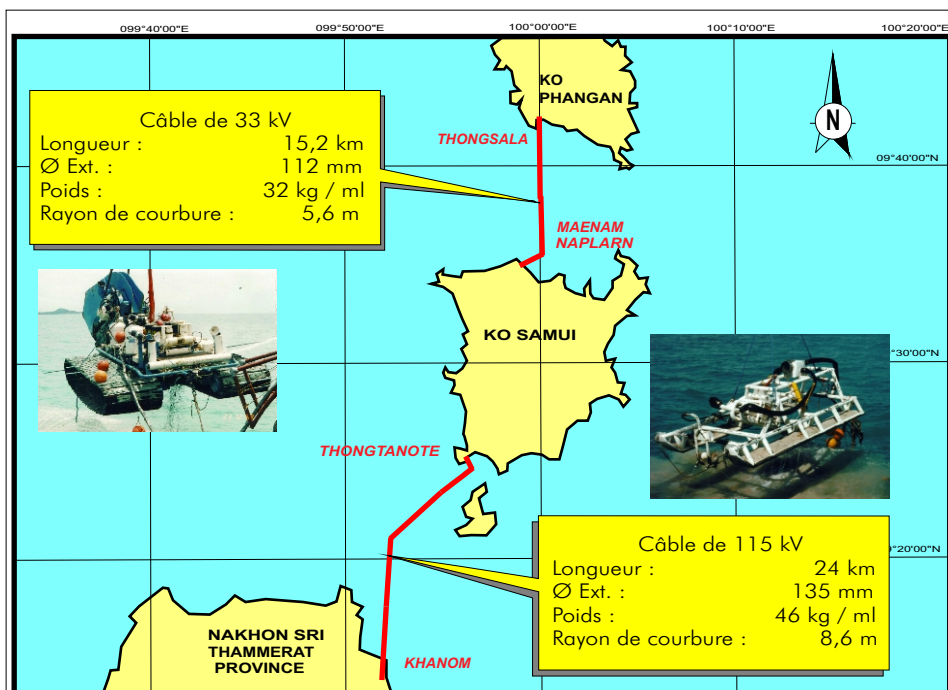 099°40'00"E
099°50'00"E
100°00'00"E
100°10'00"E
100°20'00"E
KO
PHANGAN
N
Câble de 33 kV
Longueur : 15,2 km
Ø Ext. : 112 mm
Poids : 32 kg / ml
Rayon de courbure : 5,6 m
THONGSALA
09°40'00"N
MAENAM
NAPLARN
KO SAMUI
°30'00"N
THONGTANOTE
Câble de 115 kV
Longueur : 24 km
Ø Ext. : 135 mm
Poids : 46 kg / ml
Rayon de courbure : 8,6 m
9°20'00"N
NAKHON SRI
THAMMERAT
PROVINCE
KHANOM